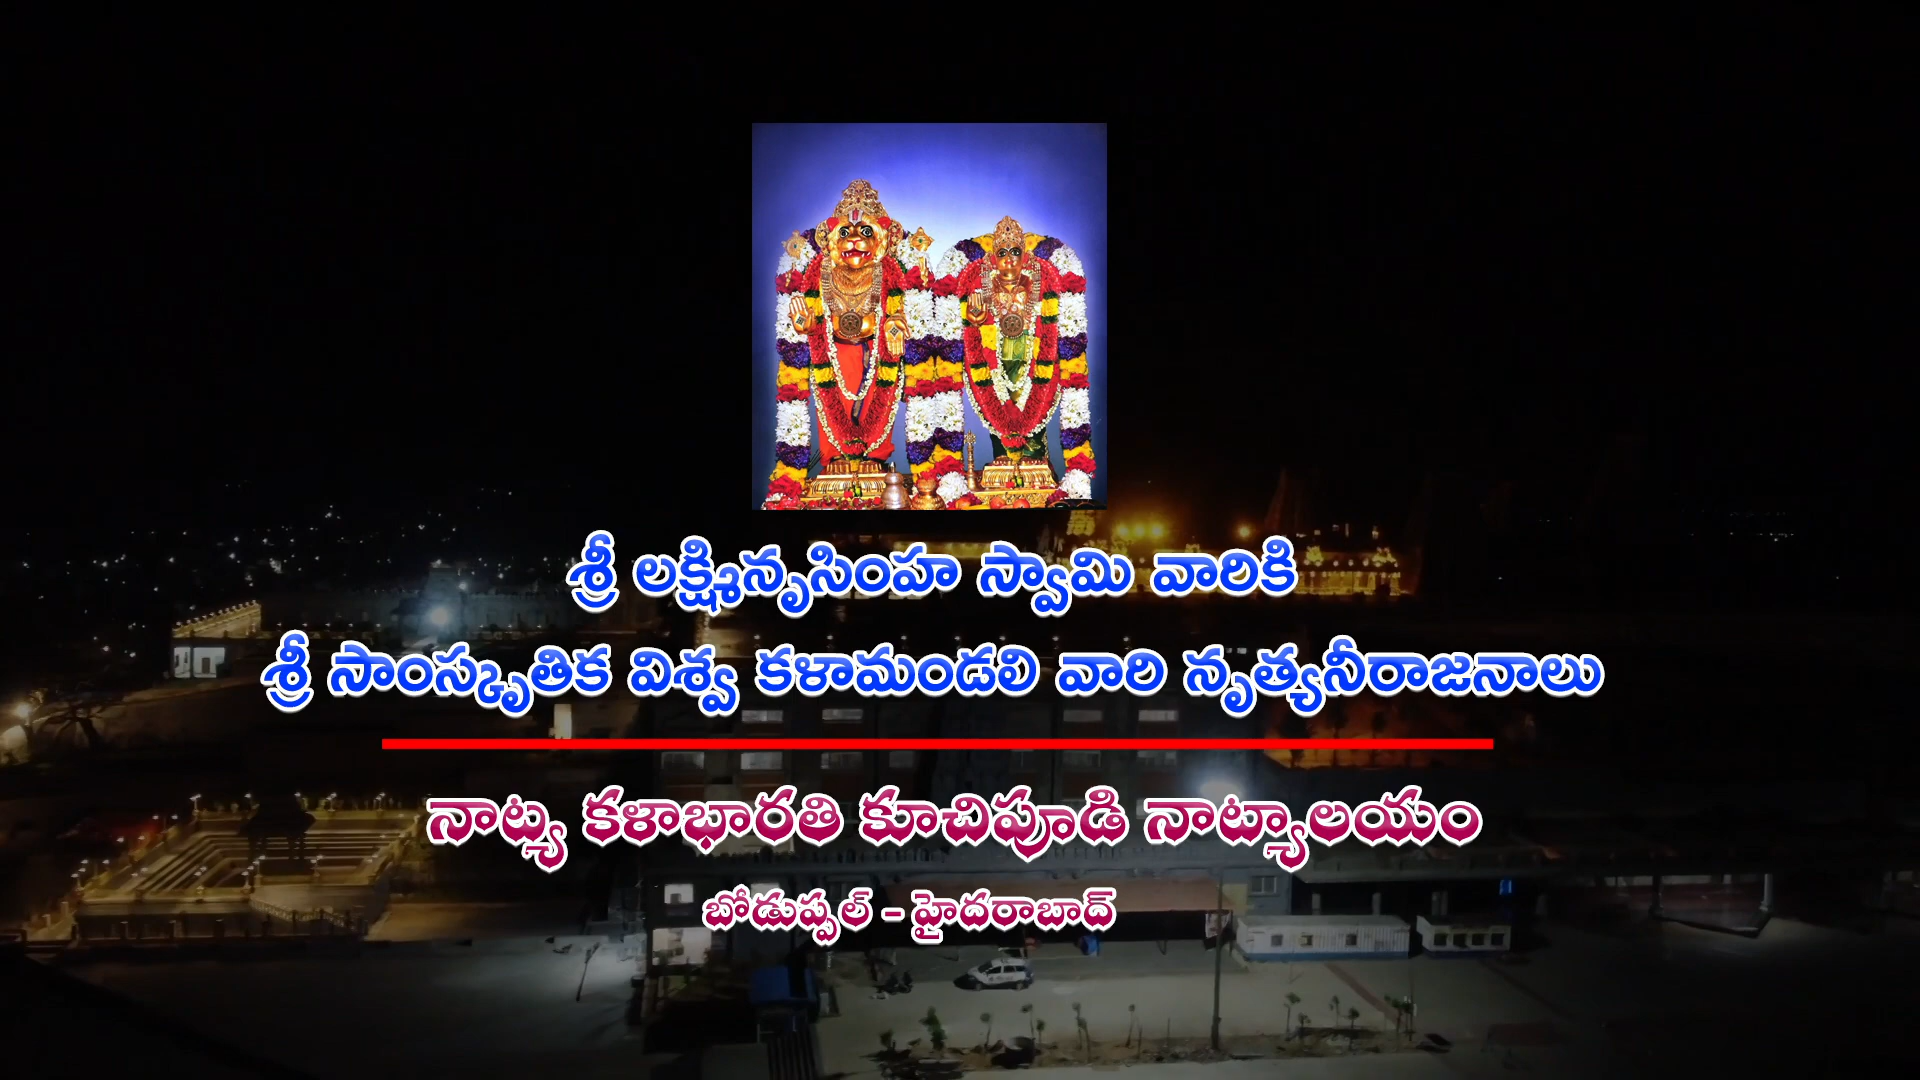 శ్రీ లక్ష్మినృసింహ స్వామి వారికి
శ్రీ సాంస్కృతిక విశ్వ కళామండలి వారి నృత్యనీరాజనాలు
నాట్య కళాభారతి కూచిపూడి నాట్యాలయం
బోడుప్పల్ - హైదరాబాద్